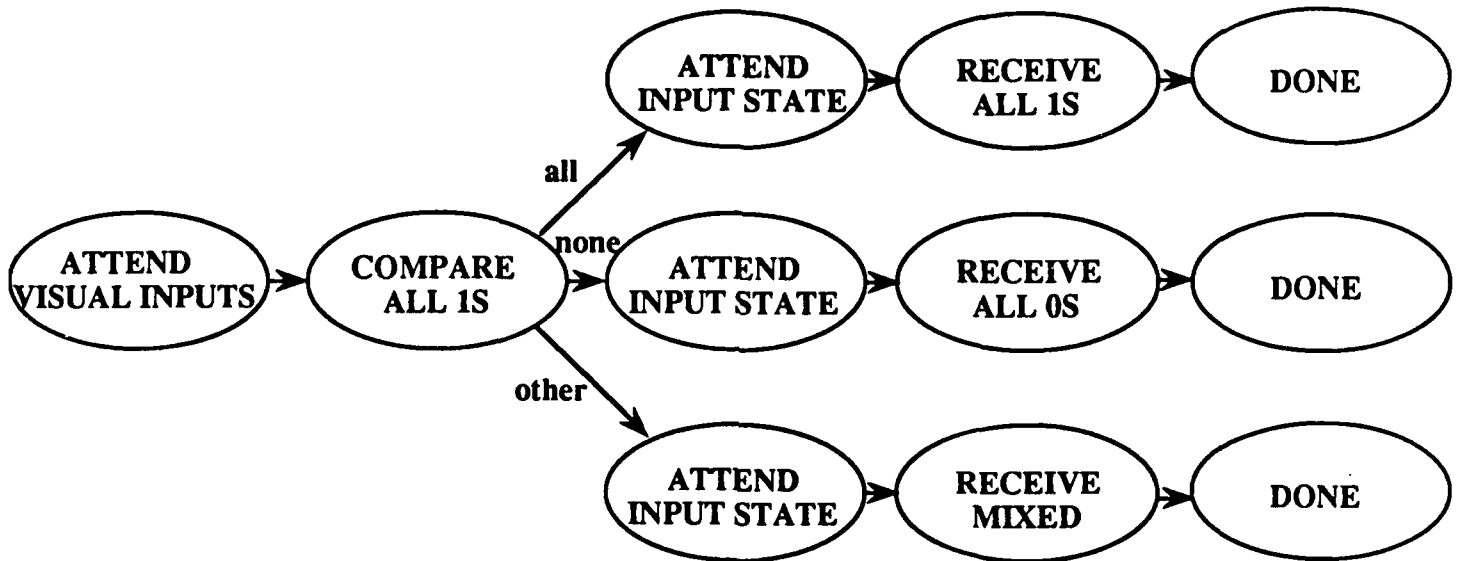 ATTEND
INPUT STATE
RECEIVE
ALL 1S
DONE
all
ATTEND
VISUAL INPUTS
COMPARE
ALL 1S
none
ATTEND
INPUT STATE
RECEIVE
ALL 0S
DONE
other
ATTEND
INPUT STATE
RECEIVE
MIXED
DONE